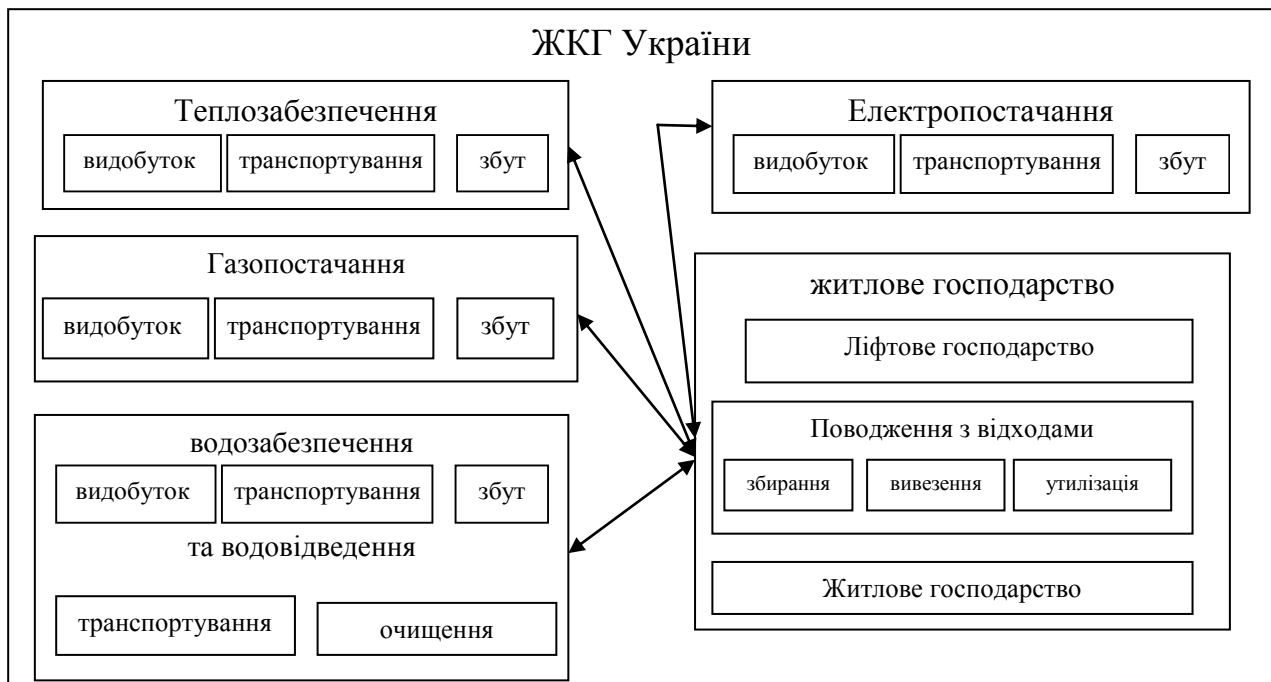 ЖКГ України
Теплозабезпечення
видобуток
транспортування
збут
Газопостачання
видобуток
транспортування
збут
водозабезпечення
видобуток
транспортування
збут
та водовідведення
транспортування
очищення
Електропостачання
видобуток
транспортування
збут
житлове господарство
Ліфтове господарство
Поводження з відходами
збирання
вивезення
утилізація
Житлове господарство